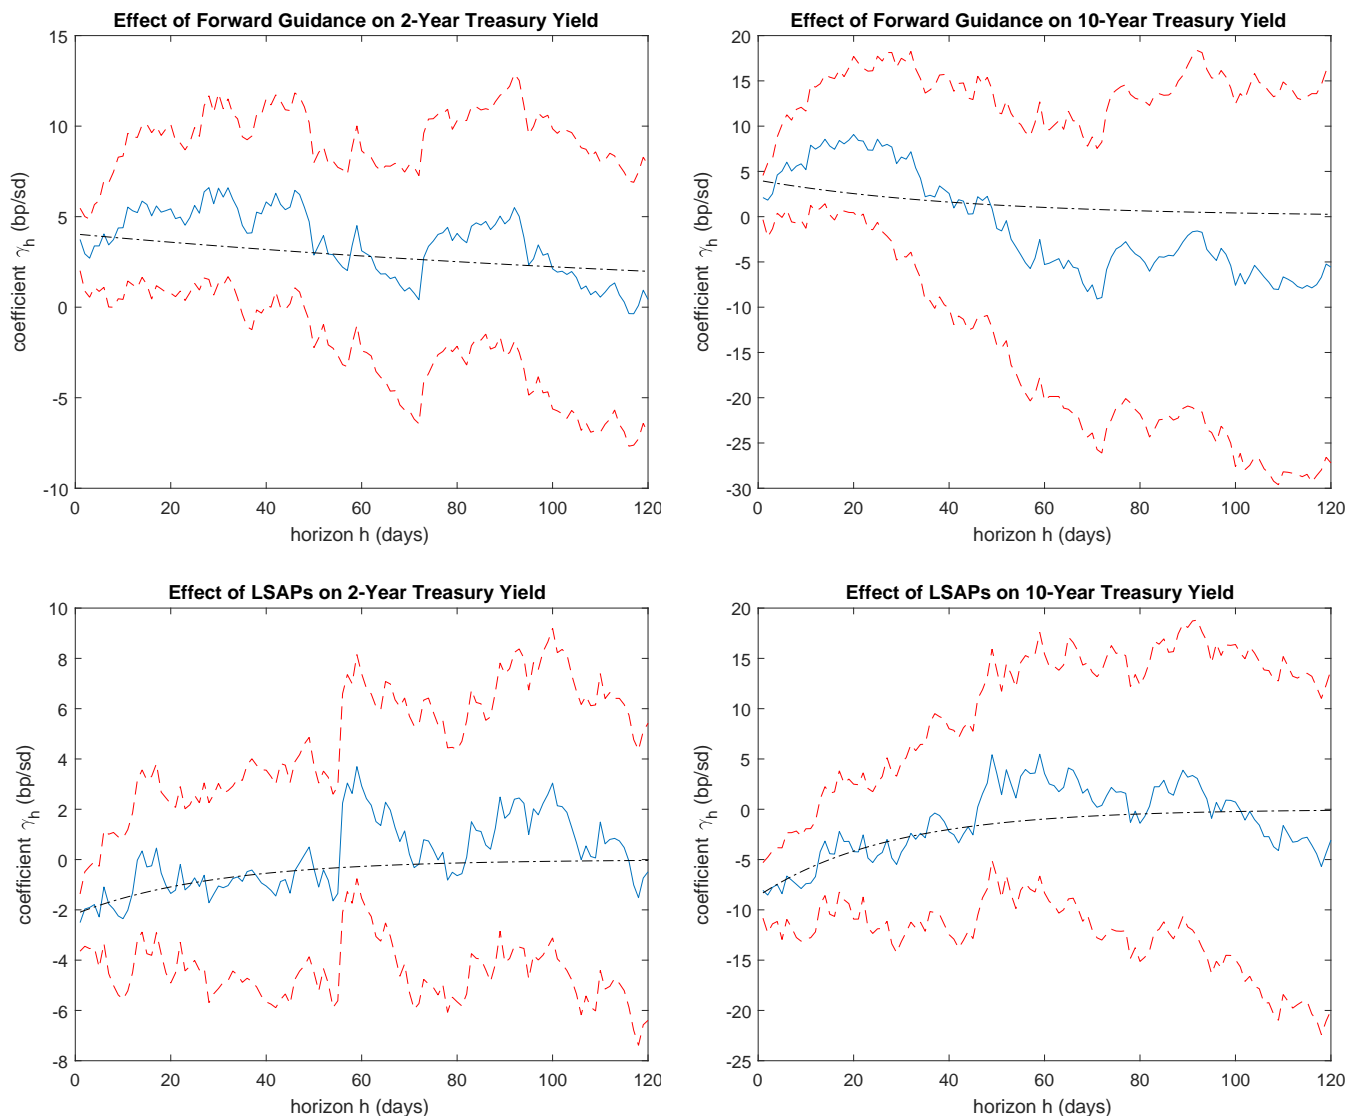 Effect of Forward Guidance on 2-Year Treasury Yield
15
10
5
0
-5
-10
coefficient γh (bp/sd)
0 20 40 60 80 100 120
horizon h (days)
Effect of Forward Guidance on 10-Year Treasury Yield
20
15
10
5
0
-5
-10
-15
-20
-25
-30
coefficient γh (bp/sd)
0 20 40 60 80 100 120
horizon h (days)
Effect of LSAPs on 2-Year Treasury Yield
10
8
6
4
2
0
-2
-4
-6
-8
coefficient γh (bp/sd)
0 20 40 60 80 100 120
horizon h (days)
Effect of LSAPs on 10-Year Treasury Yield
20
15
10
5
0
-5
-10
-15
-20
-25
coefficient γh (bp/sd)
0 20 40 60 80 100 120
horizon h (days)